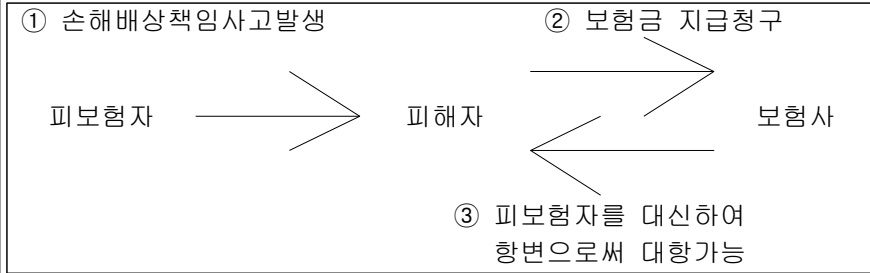 ① 손해배상책임사고발생
② 보험금 지급청구
피보험자
피해자
보험사
③ 피보험자를 대신하여
항변으로써 대항가능